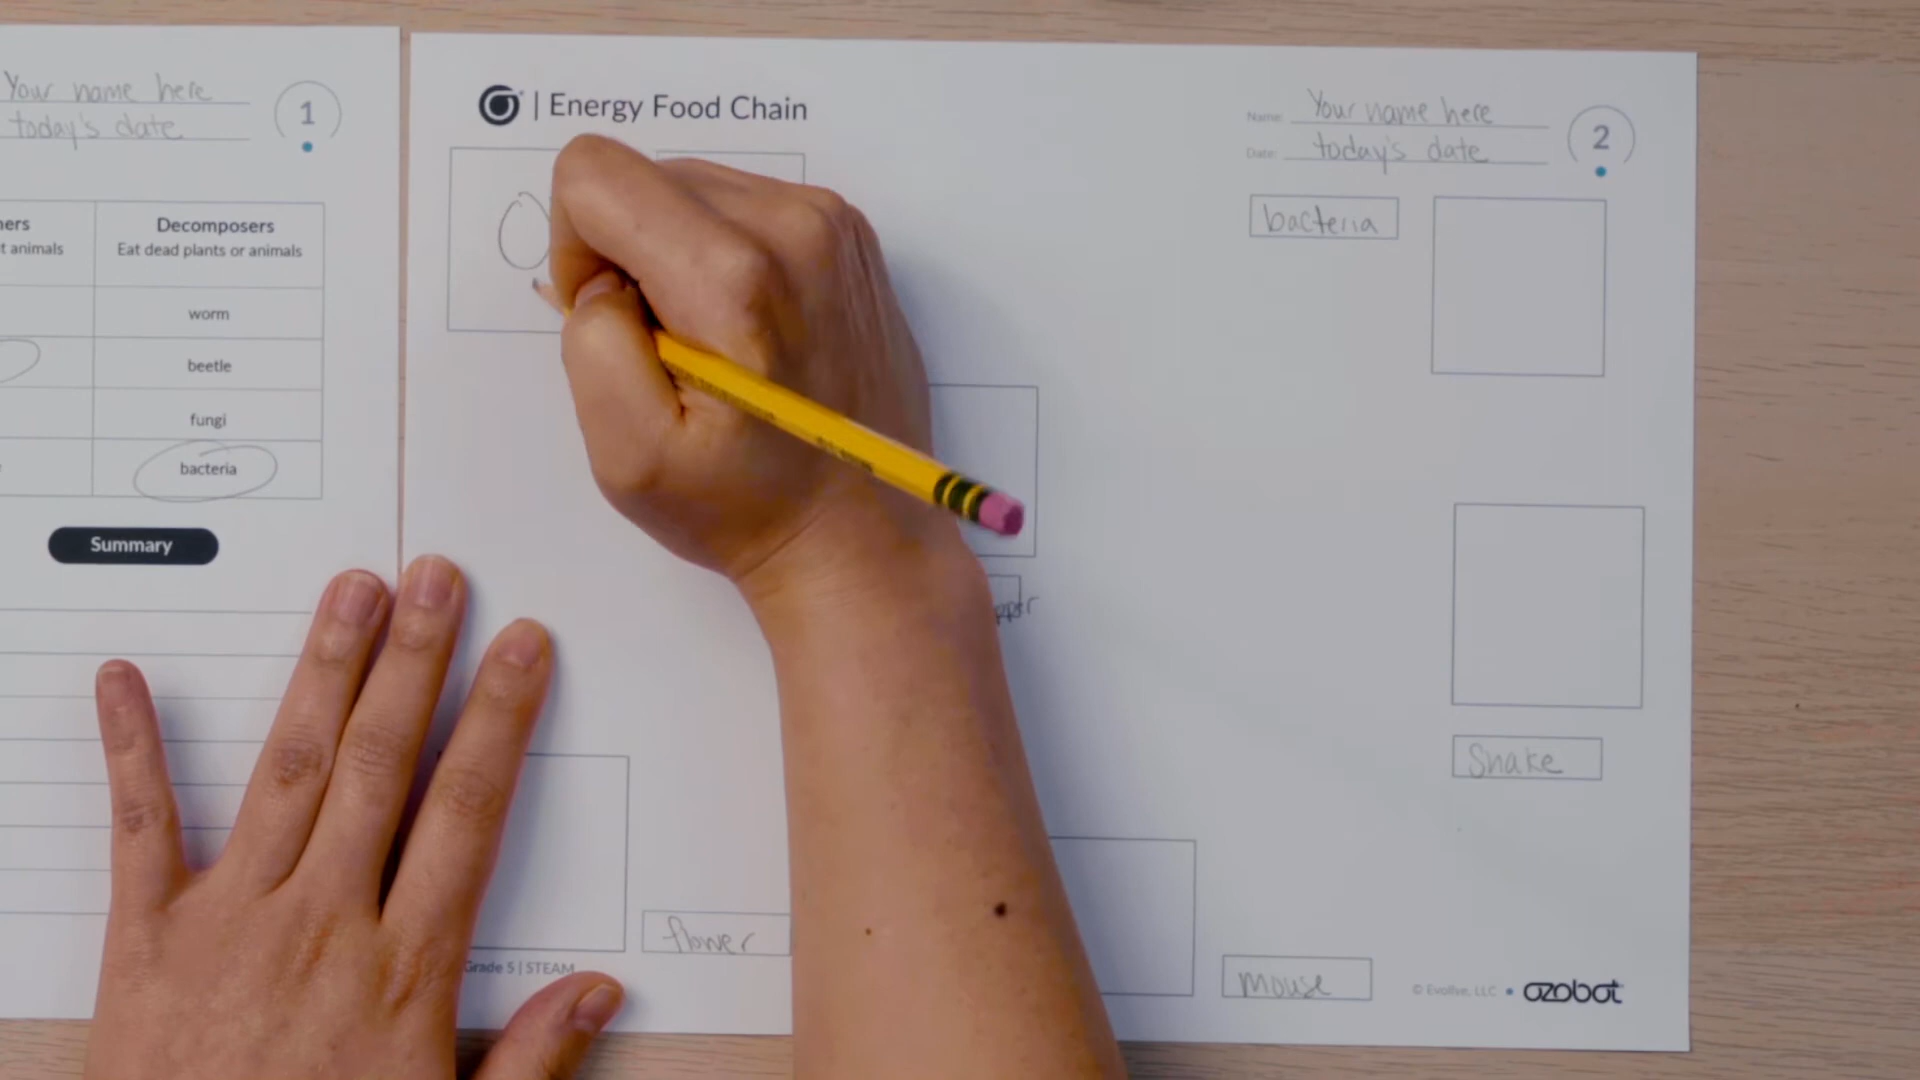 Your name here
today's date
1
Decomposers
t animals
Eat dead plants or animals
worm
beetle
fungi
bacteria
Summary
| Energy Food Chain
Name: Your name here
Date: today's date
2
bacteria
pper
Snake
flower
mouse
Grade 5 | STEAM
© Evollve, LLC • ozobot